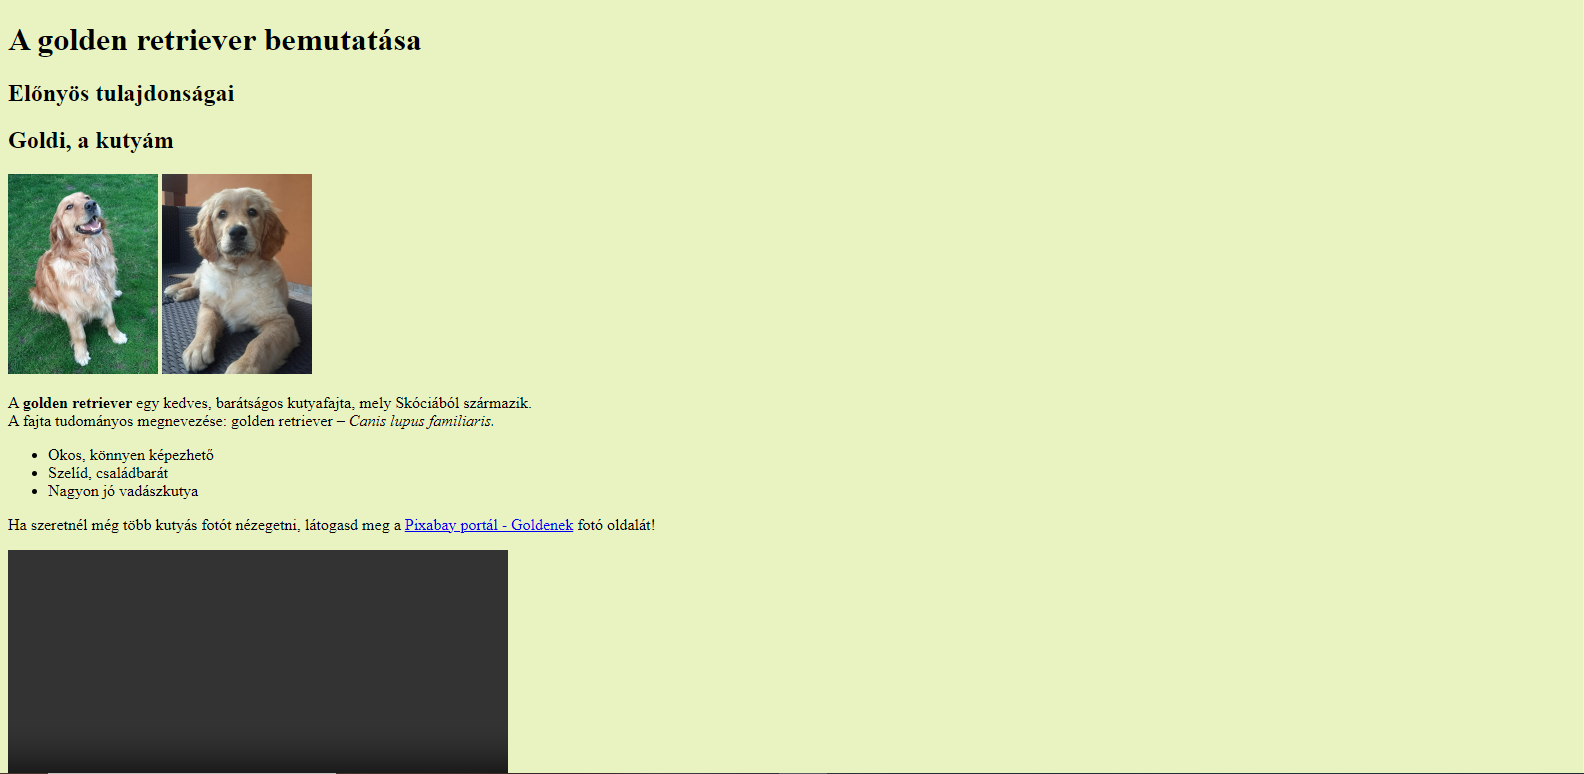 A golden retriever bemutatása
Előnyös tulajdonságai
Goldi, a kutyám
A golden retriever egy kedves, barátságos kutyafajta, mely Skóciából származik.
A fajta tudományos megnevezése: golden retriever – Canis lupus familiaris.
Okos, könnyen képezhető
Szelíd, családbarát
Nagyon jó vadászkutya
Ha szeretnél még több kutyás fotót nézegetni, látogasd meg a Pixabay portál - Goldenek fotó oldalát!